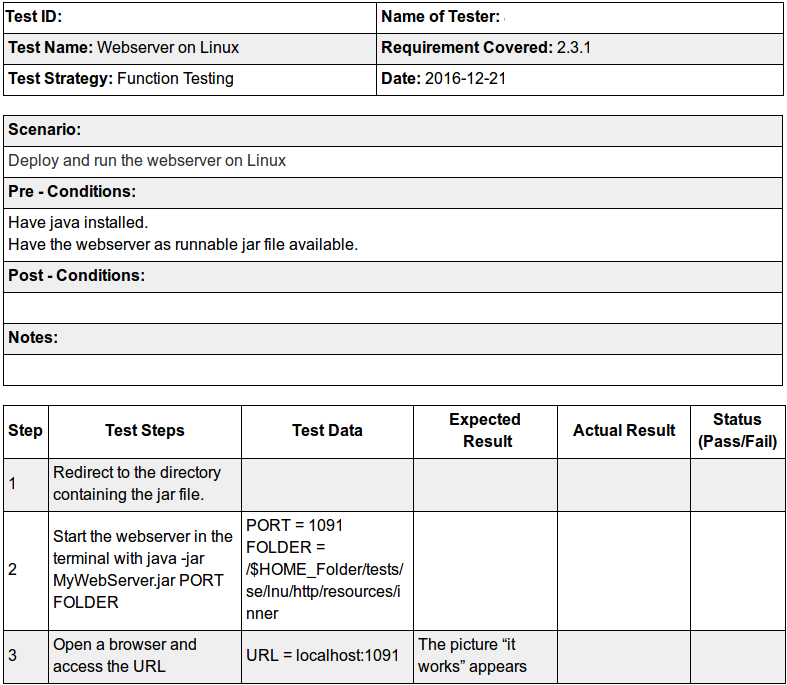 Test ID:
Name of Tester:
Test Name: Webserver on Linux
Requirement Covered: 2.3.1
Test Strategy: Function Testing
Date: 2016-12-21
Scenario:
Deploy and run the webserver on Linux
Pre - Conditions:
Have java installed.
Have the webserver as runnable jar file available.
Post - Conditions:
Notes:
Step
Test Steps
Test Data
Expected
Result
Actual Result
Status
(Pass/Fail)
1
Redirect to the directory
containing the jar file.
2
Start the webserver in the
terminal with java -jar
MyWebServer.jar PORT
FOLDER
PORT = 1091
FOLDER =
/$HOME_Folder/tests/
se/lnu/http/resources/i
nner
3
Open a browser and
access the URL
URL = localhost:1091
The picture “it
works” appears